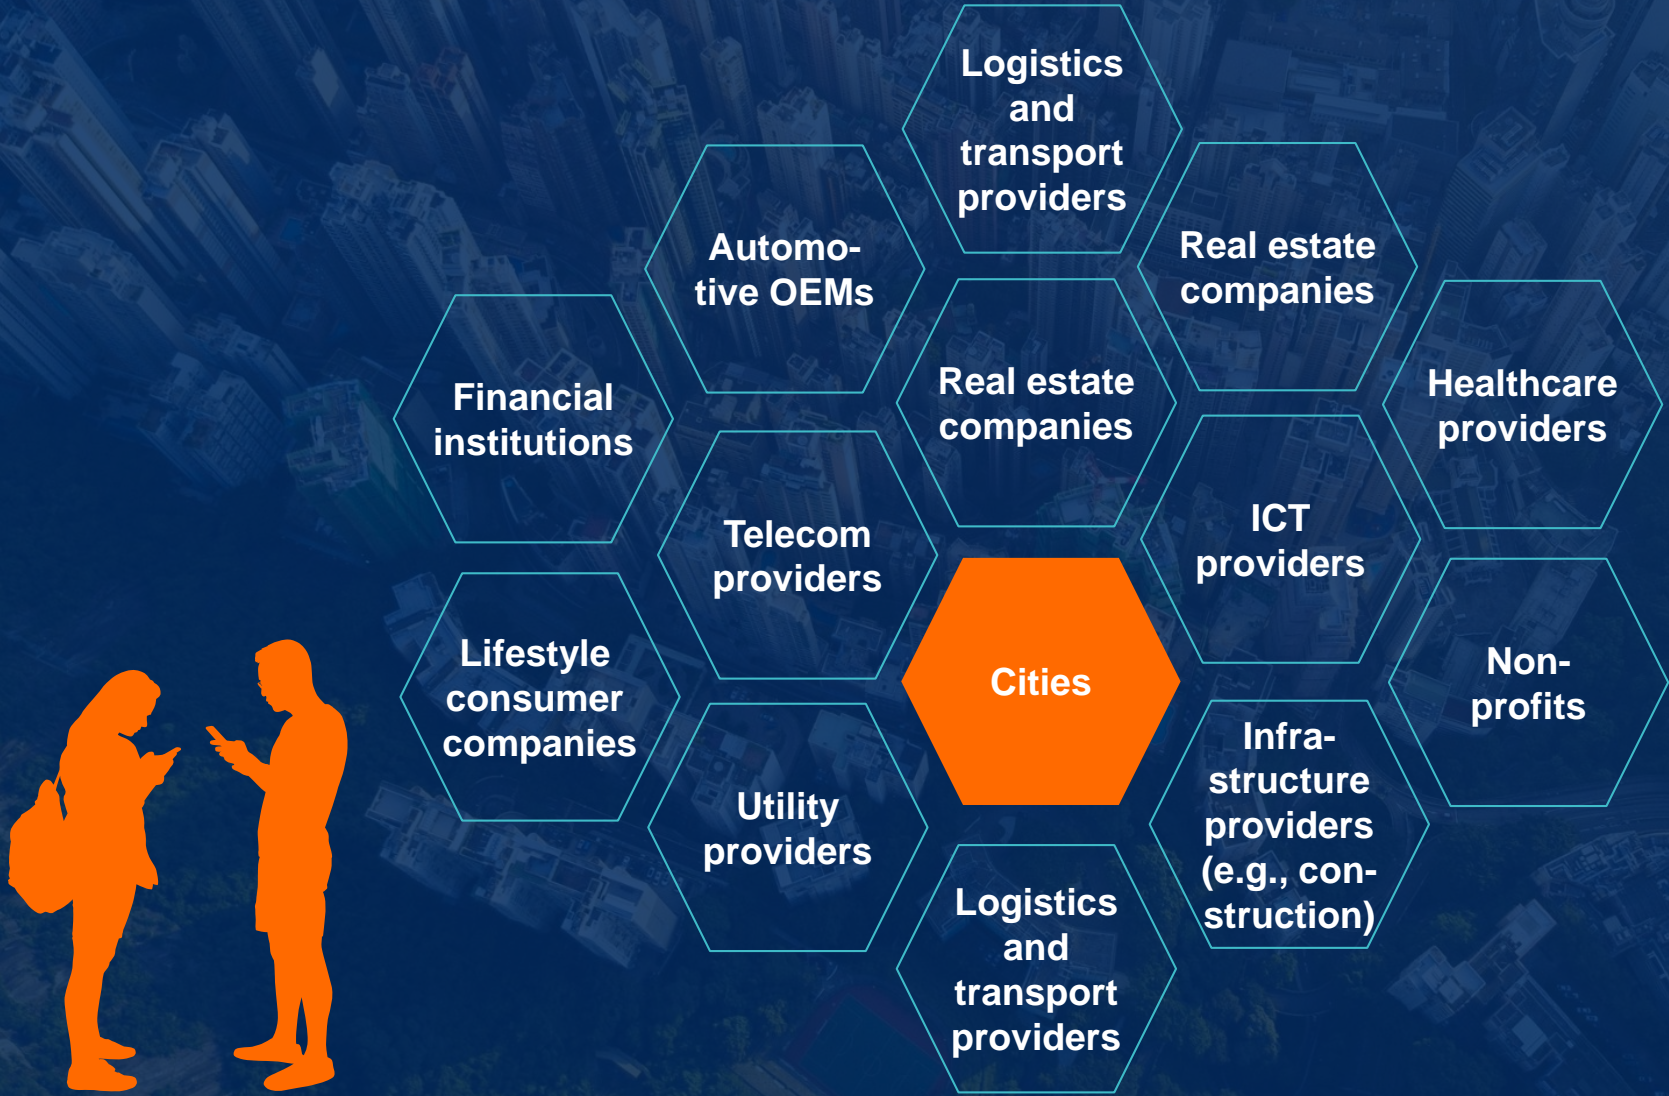 Logistics
and
transport
providers
Automo-
tive OEMs
Real estate
companies
Financial
institutions
Real estate
companies
Healthcare
providers
Telecom
providers
ICT
providers
Lifestyle
consumer
companies
Cities
Non-
profits
Utility
providers
Infra-
structure
providers
(e.g., con-
struction)
Logistics
and
transport
providers